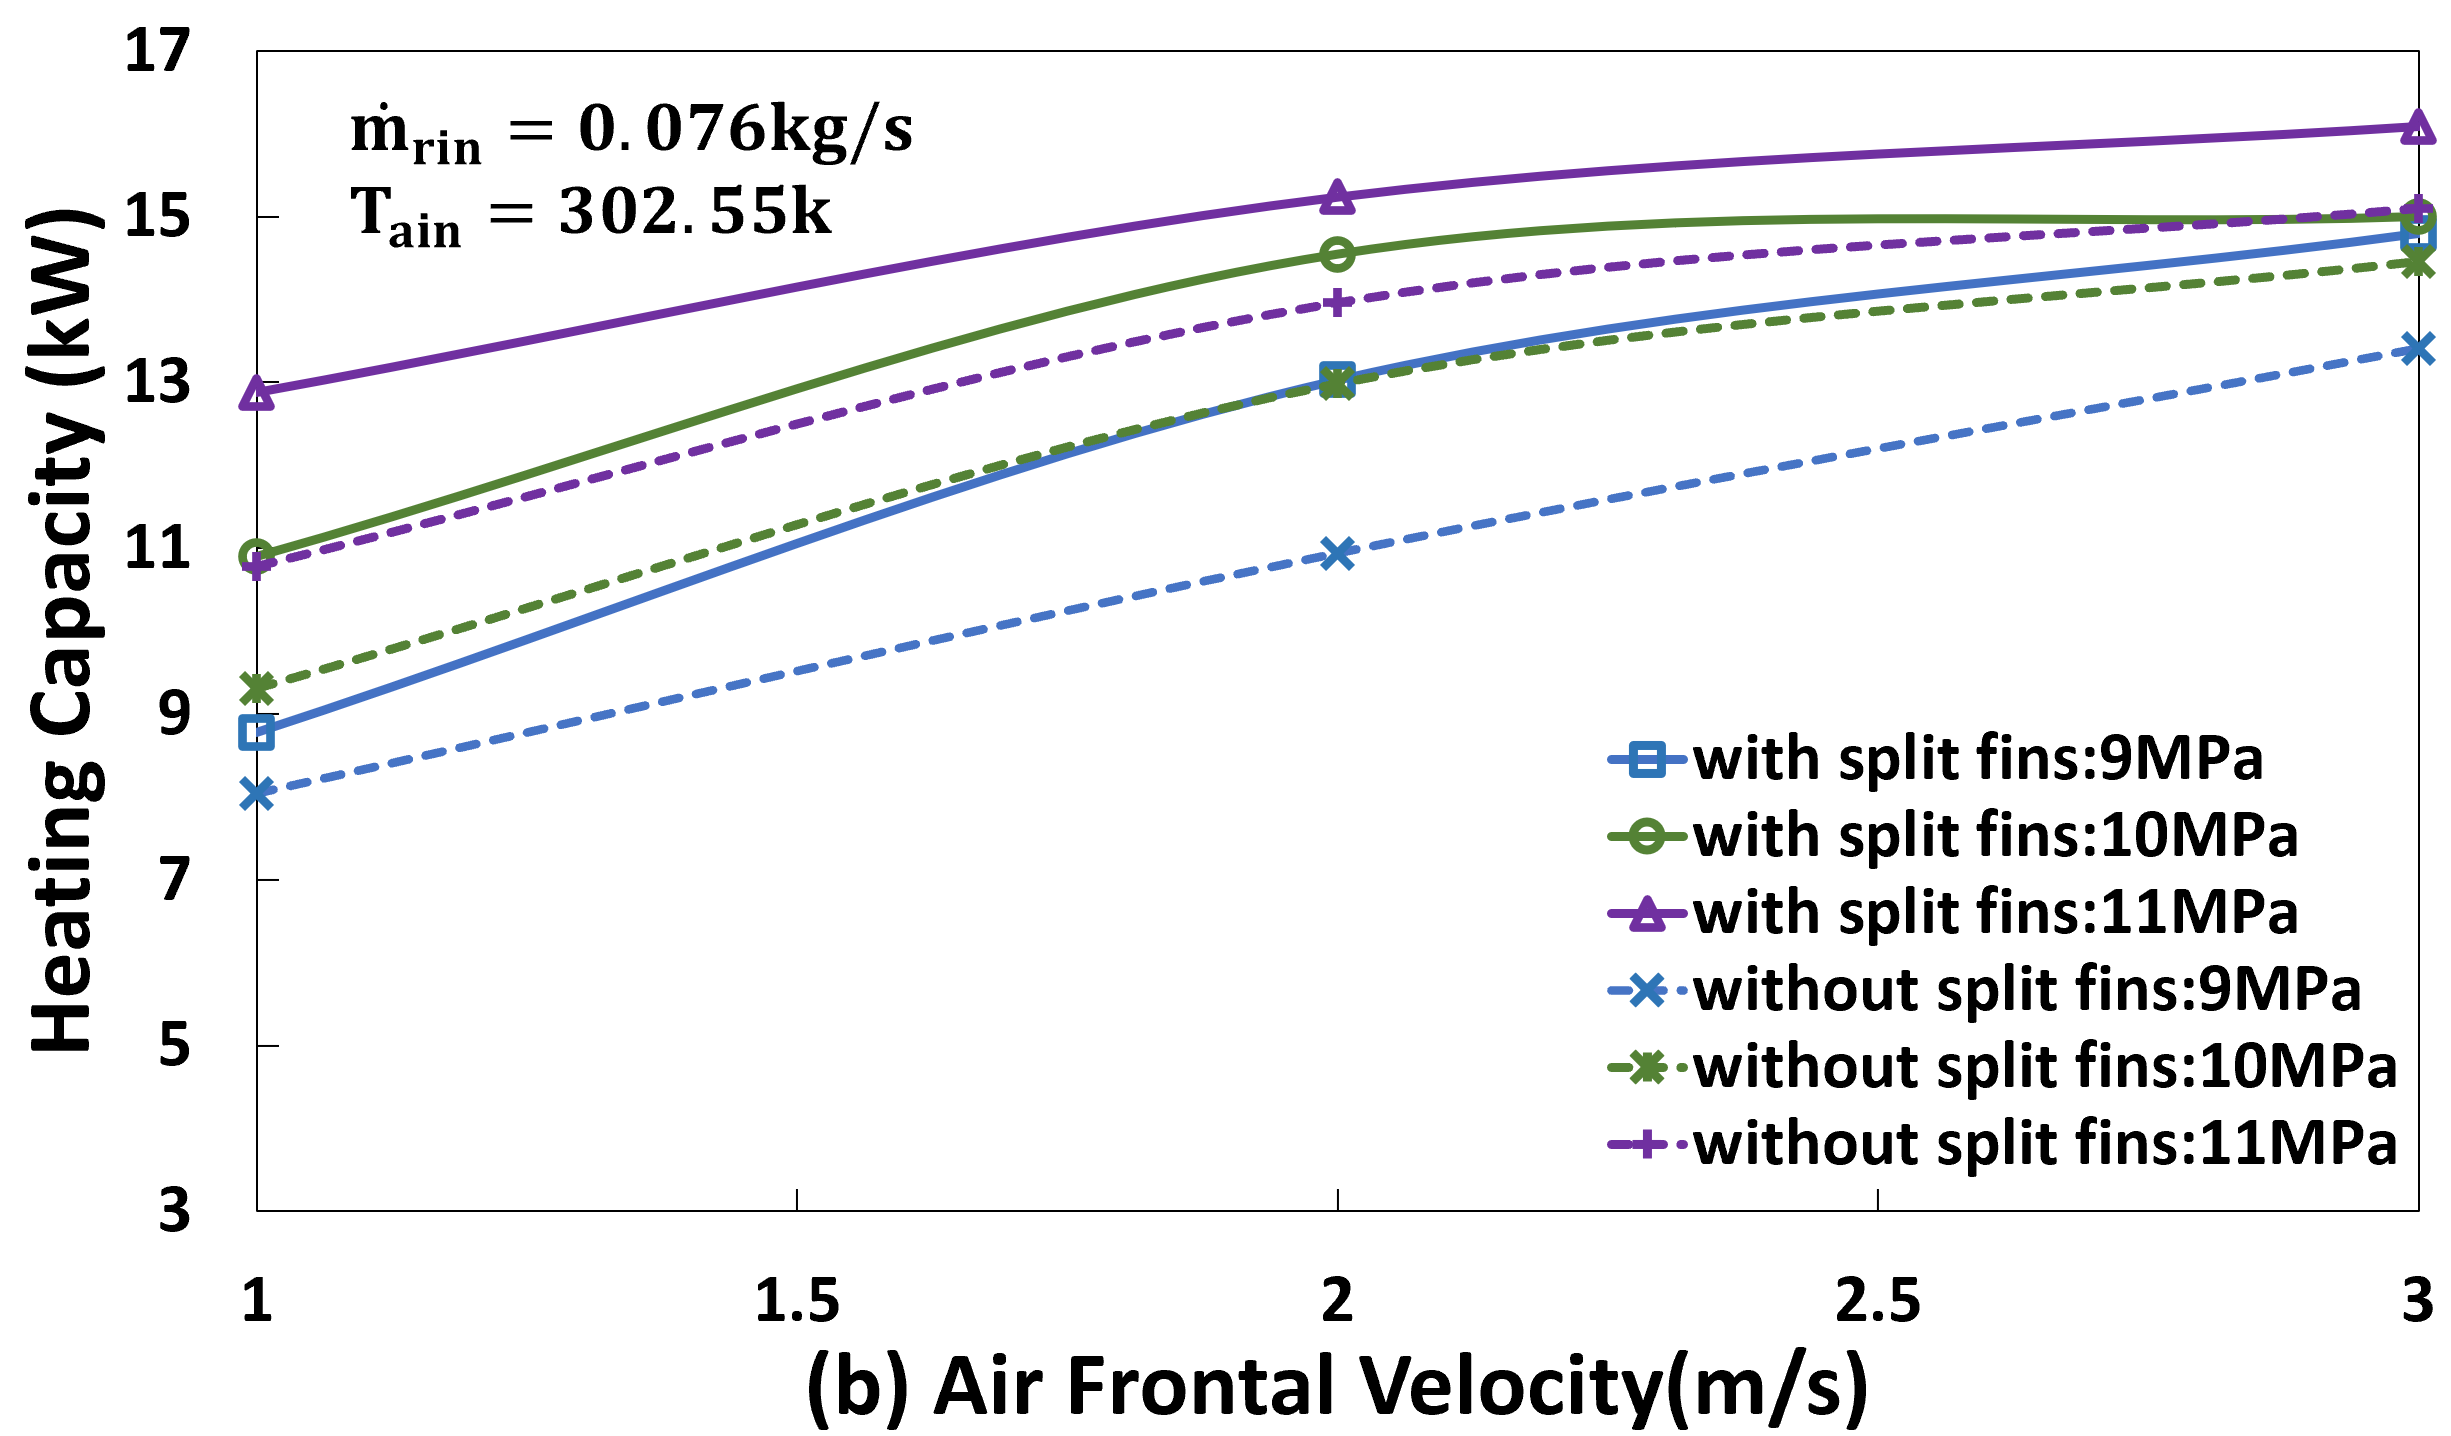 Heating Capacity (kW)
17
15
13
11
9
7
5
3
ṁrin = 0.076kg/s
Tain = 302.55k
with split fins:9MPa
with split fins:10MPa
with split fins:11MPa
without split fins:9MPa
without split fins:10MPa
without split fins:11MPa
1 1.5 2 2.5 3
(b) Air Frontal Velocity(m/s)